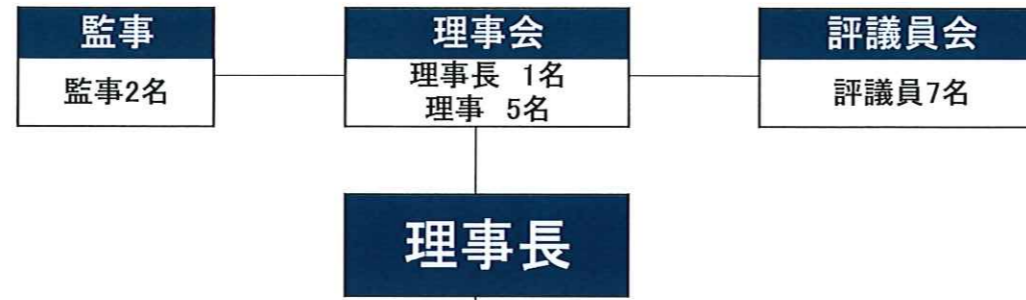 監事
監事2名
理事会
理事長 1名
理事 5名
評議員会
評議員7名
理事長